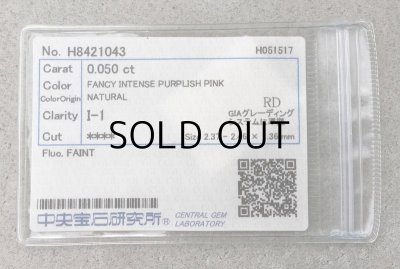 No. H8421043 H051517
Carat 0.050 ct
Color FANCY INTENSE PURPLISH PINK
ColorOrigin NATURAL
RD
Clarity I-1 GIAグレーディング
Cut ****
SOLD OUT
Fluo. FAINT
中央宝石研究所® CENTRAL GEM
LABORATORY